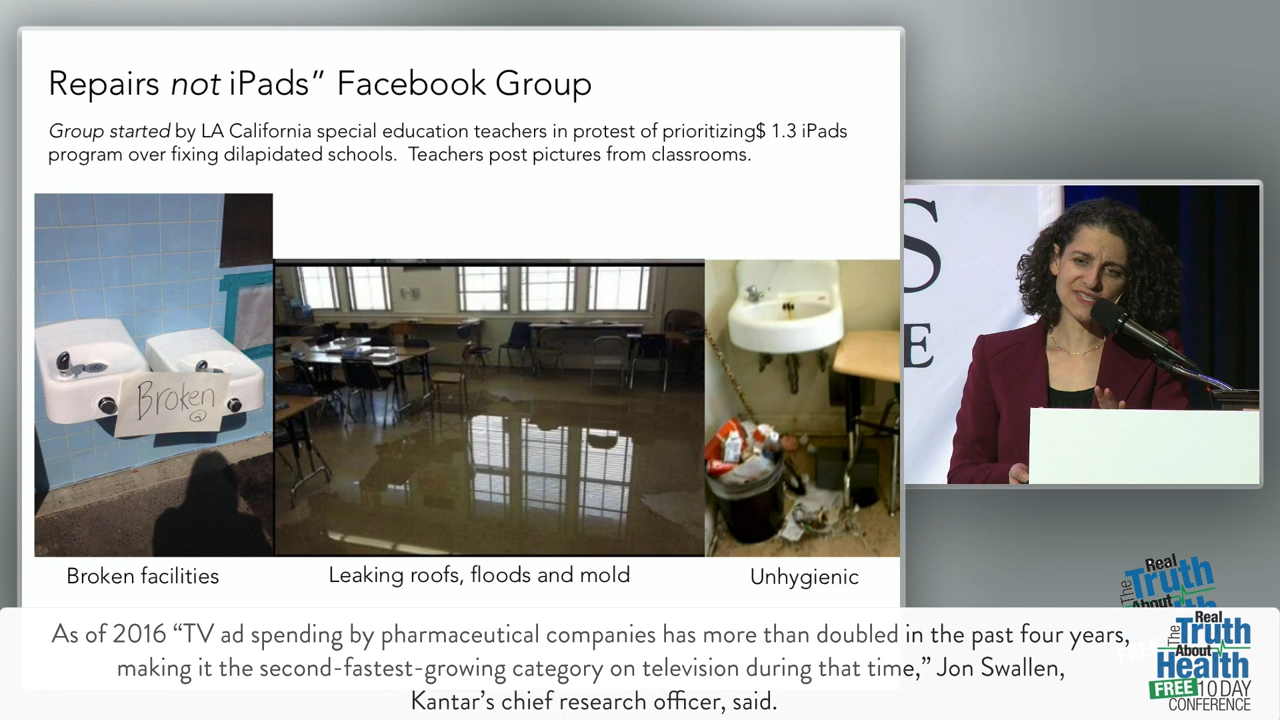 Repairs not iPads” Facebook Group
Group started by LA California special education teachers in protest of prioritizing$ 1.3 iPads
program over fixing dilapidated schools. Teachers post pictures from classrooms.
Broken
Broken facilities
Leaking roofs, floods and mold
Unhygienic
S
E
The Real
Truth
About
As of 2016 “TV ad spending by pharmaceutical companies has more than doubled in the past four years,
making it the second-fastest-growing category on television during that time,” Jon Swallen,
Kantar’s chief research officer, said.
The Real
Truth
About
Health
FREE 10 DAY
CONFERENCE